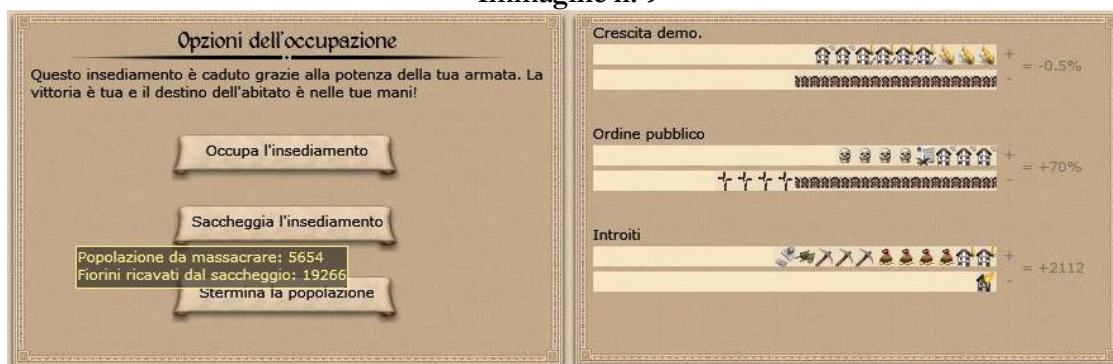 Immagine n. 9
Opzioni dell'occupazione
Questo insediamento è caduto grazie alla potenza della tua armata. La
vittoria è tua e il destino dell'abitato è nelle tue mani!
Occupa l'insediamento
Saccheggia l'insediamento
Popolazione da massacrare: 5654
Fiorini ricavati dal saccheggio: 19266
Stermina la popolazione
Crescita demo.
+
= -0.5%
-
Ordine pubblico
+
= +70%
-
Introiti
+
= +2112
-